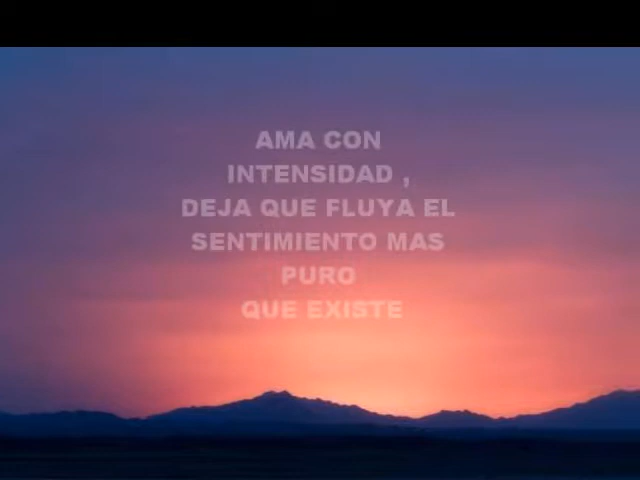 AMA CON
INTENSIDAD ,
DEJA QUE FLUYA EL
SENTIMIENTO MAS
PURO
QUE EXISTE